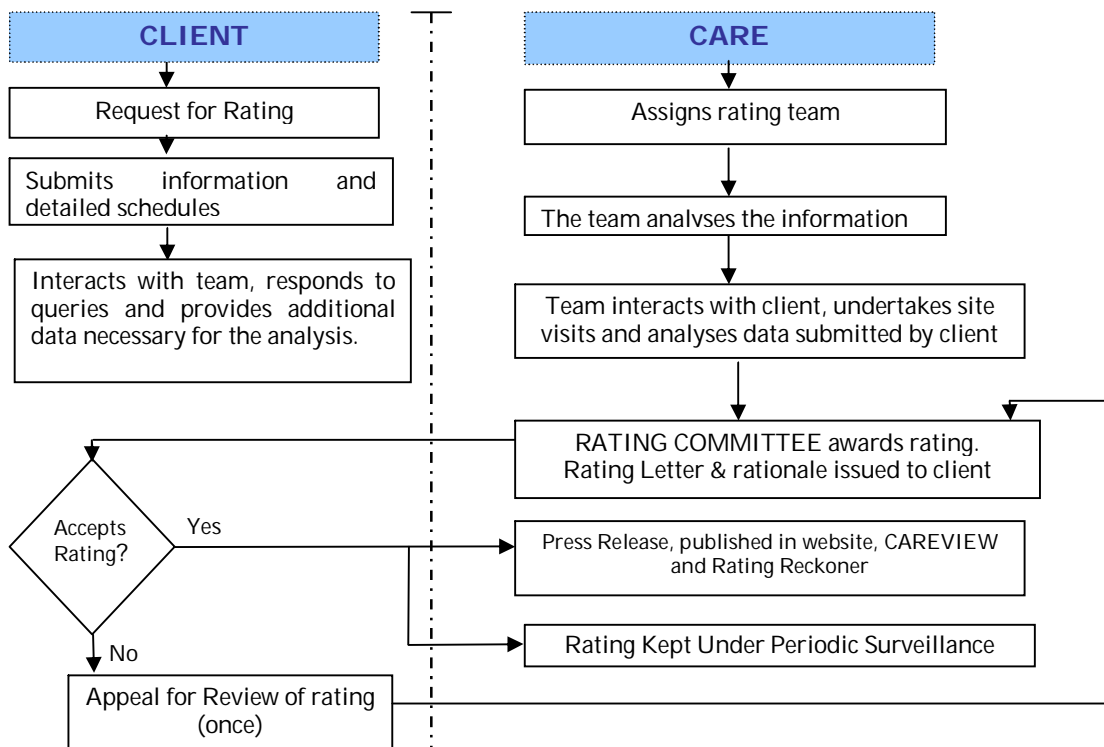 CLIENT
Request for Rating
Submits information and
detailed schedules
Interacts with team, responds to
queries and provides additional
data necessary for the analysis.
CARE
Assigns rating team
The team analyses the information
Team interacts with client, undertakes site
visits and analyses data submitted by client
RATING COMMITTEE awards rating.
Rating Letter & rationale issued to client
Accepts
Rating?
Yes
Press Release, published in website, CAREVIEW
and Rating Reckoner
Rating Kept Under Periodic Surveillance
No
Appeal for Review of rating
(once)